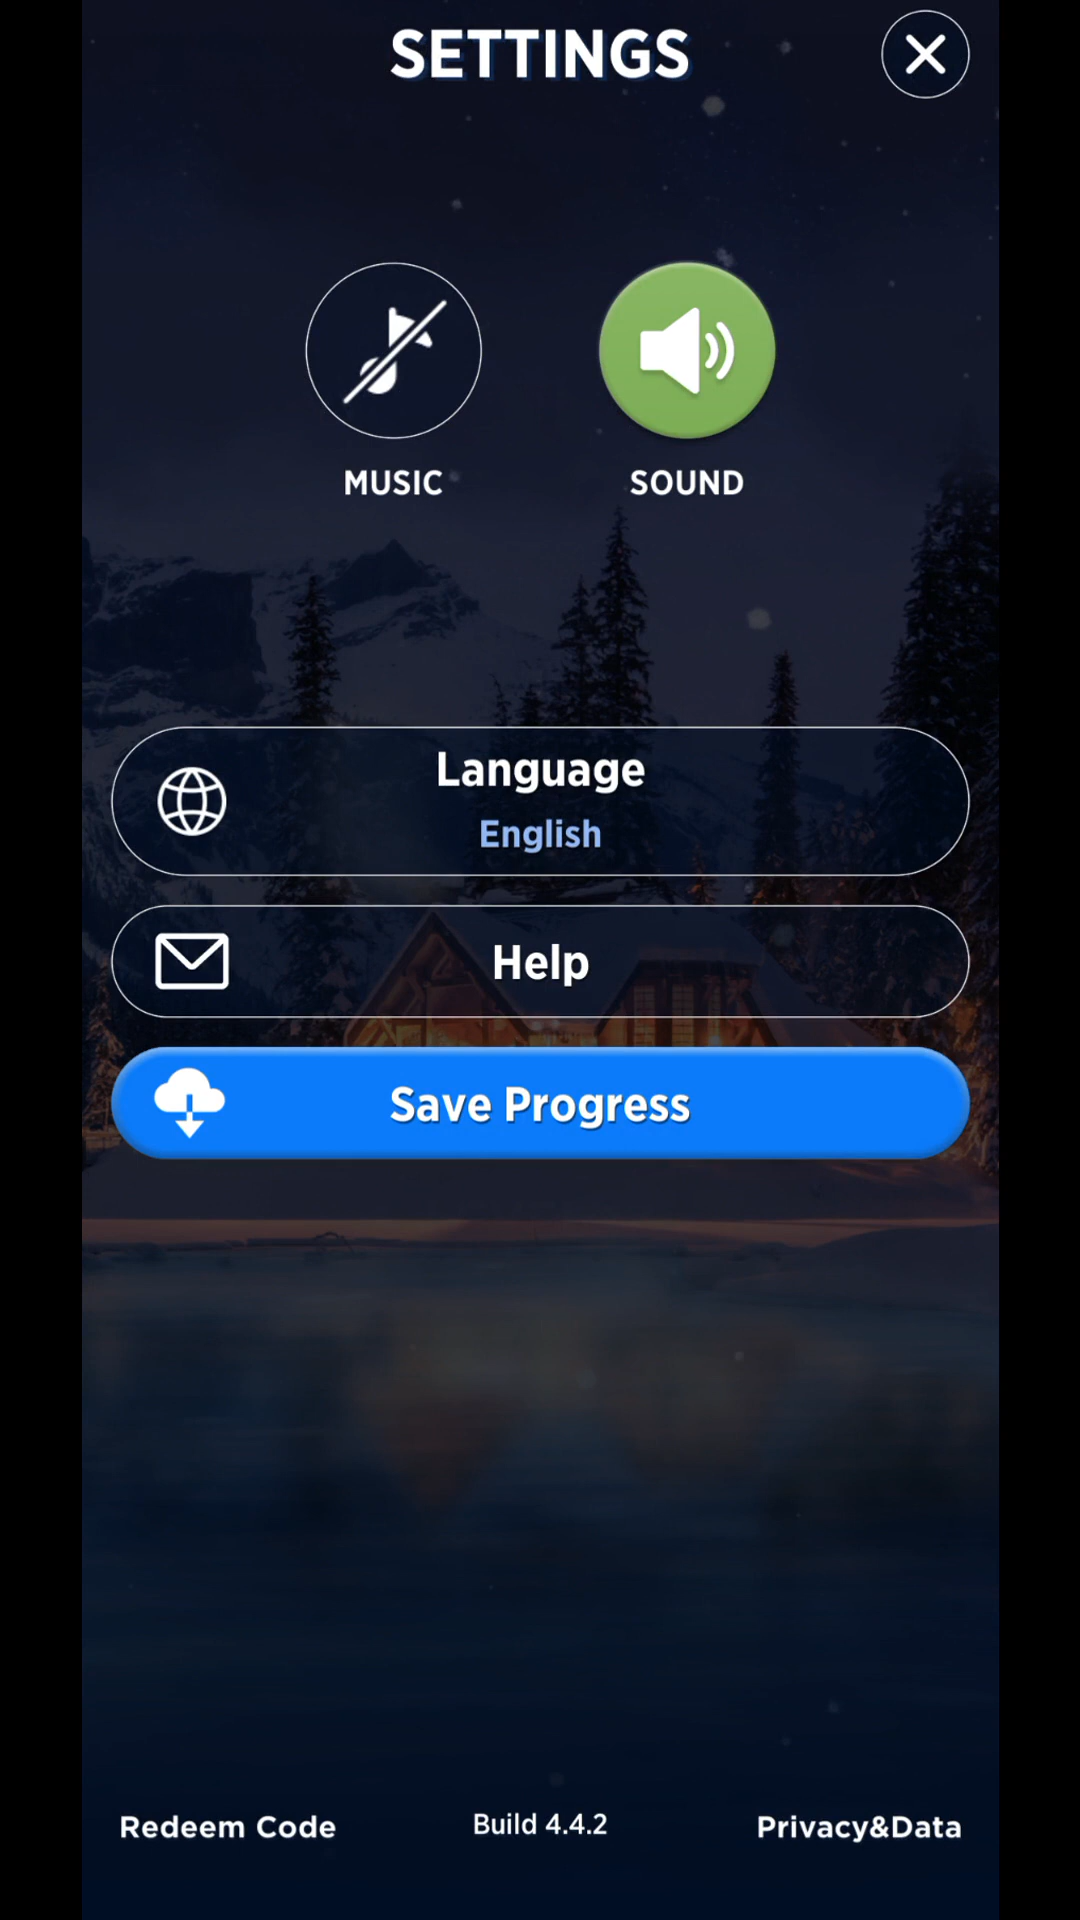 SETTINGS
MUSIC
SOUND
Language
English
Help
Save Progress
Redeem Code
Build 4.4.2
Privacy&Data